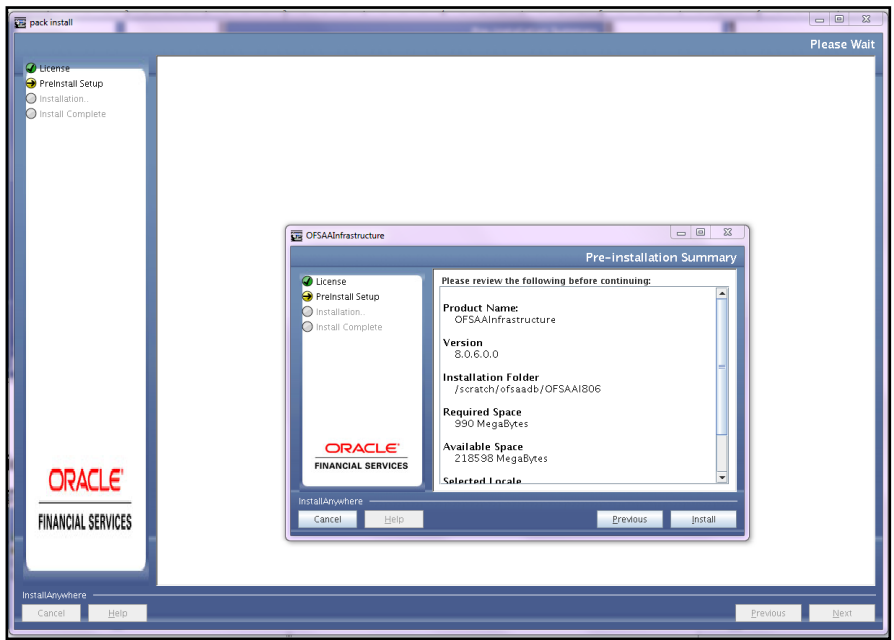 pack install
Please Wait
License
PreInstall Setup
Installation..
Install Complete
OFSAAInfrastructure
Pre-installation Summary
License
PreInstall Setup
Installation..
Install Complete
Please review the following before continuing:
Product Name:
OFSAAInfrastructure
Version
8.0.6.0.0
Installation Folder
/scratch/ofsaadb/OFSAAI806
Required Space
990 MegaBytes
Available Space
218598 MegaBytes
Selected Locale
ORACLE
FINANCIAL SERVICES
InstallAnywhere
Cancel
Help
Previous
Install
ORACLE
FINANCIAL SERVICES
InstallAnywhere
Cancel
Help
Previous
Next